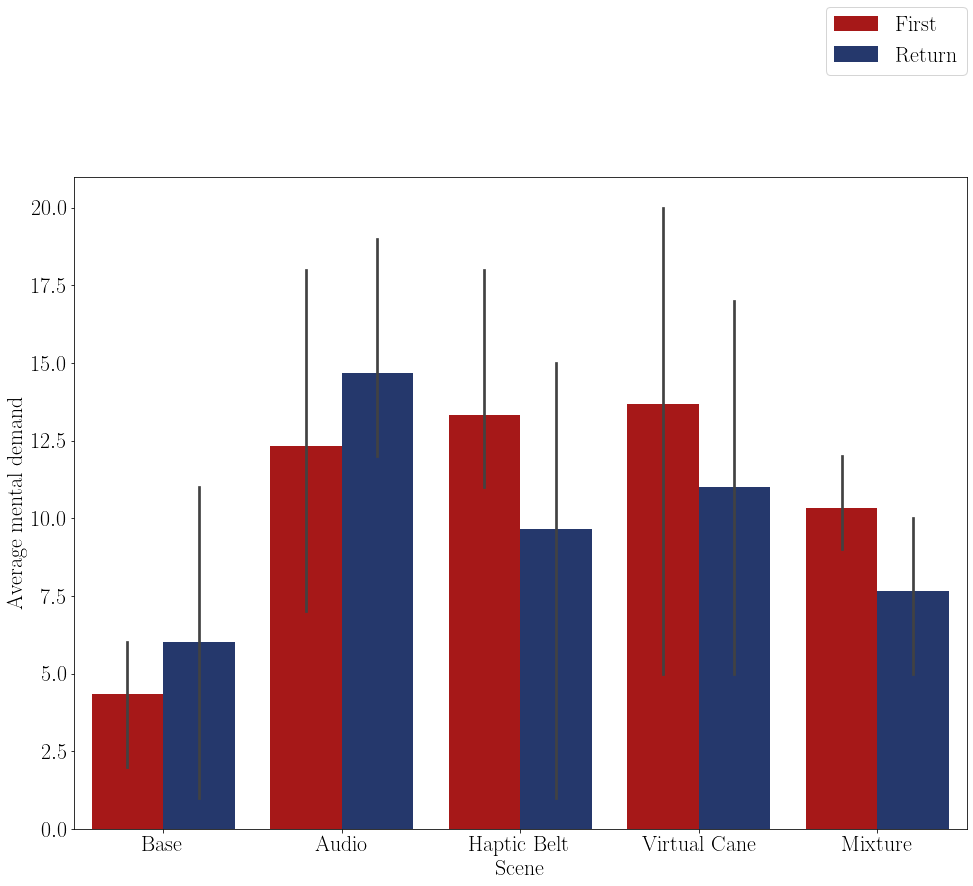 First
Return
20.0
17.5
15.0
12.5
10.0
7.5
5.0
2.5
0.0
Average mental demand
Base
Audio
Haptic Belt
Virtual Cane
Mixture
Scene